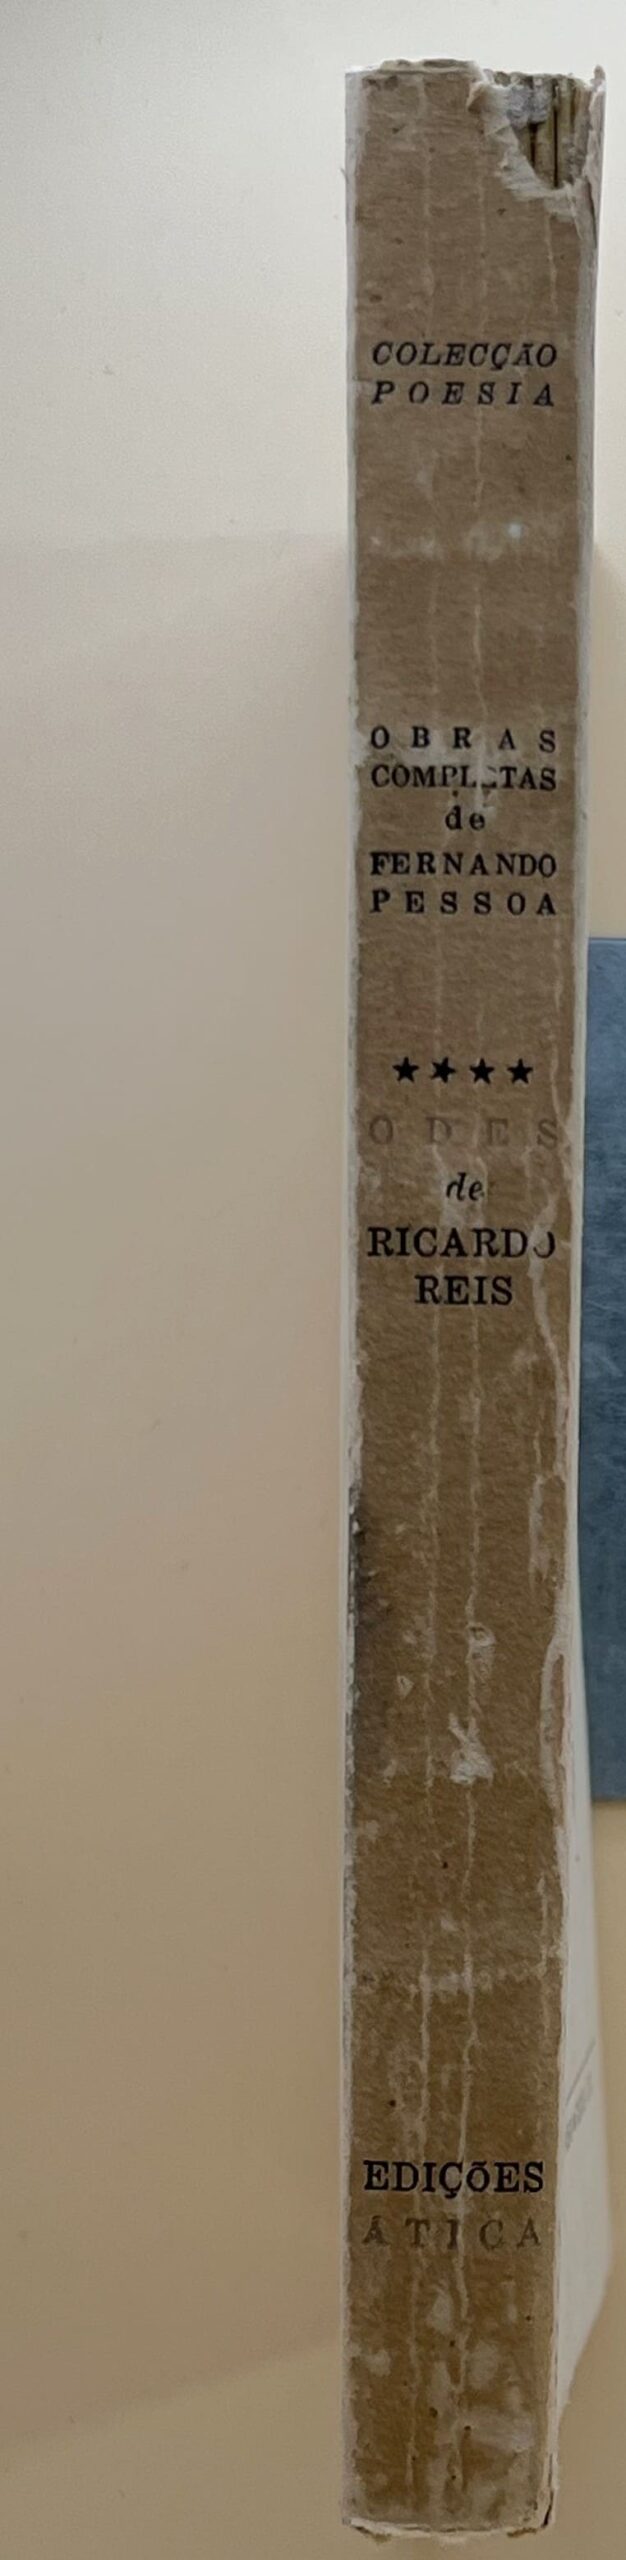 COLECÇÃO
POESIA
OBRAS
COMPLETAS
de
FERNANDO
PESSOA
★★★★
ODES
de
RICARDO
REIS
EDIÇÕES
ÁTICA